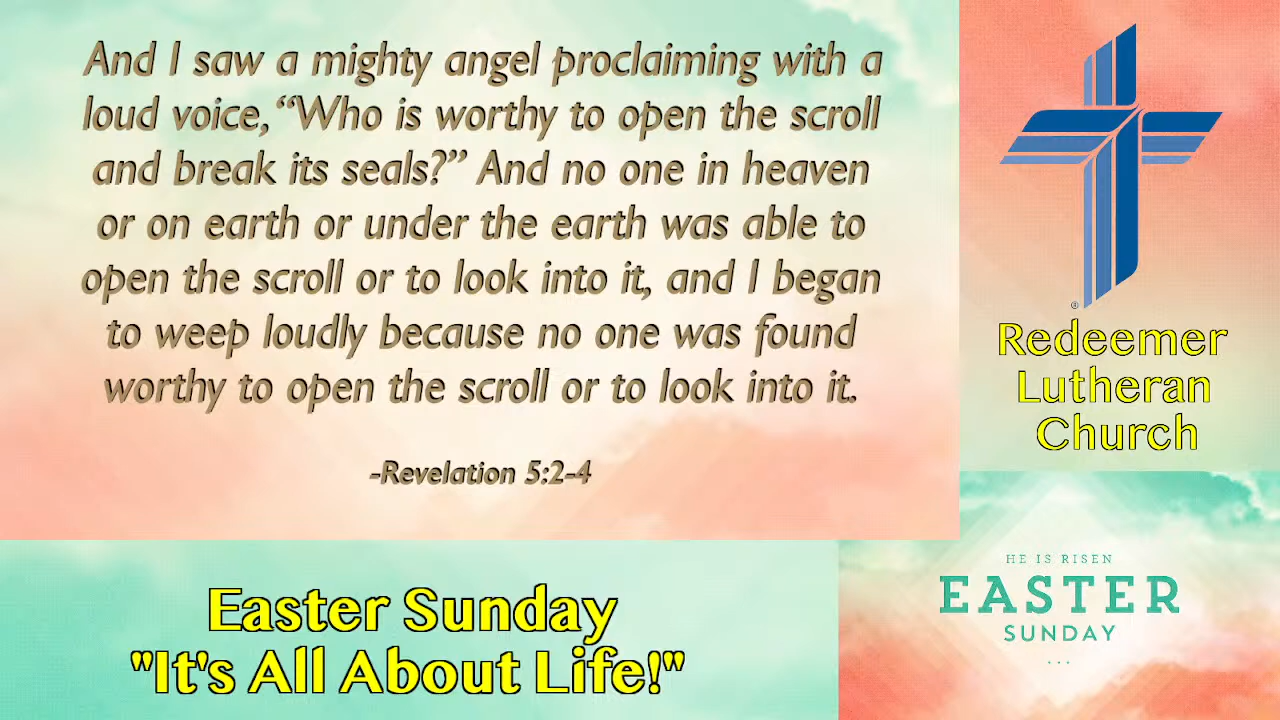 And I saw a mighty angel proclaiming with a
loud voice, “Who is worthy to open the scroll
and break its seals?” And no one in heaven
or on earth or under the earth was able to
open the scroll or to look into it, and I began
to weep loudly because no one was found
worthy to open the scroll or to look into it.
-Revelation 5:2-4
®
Redeemer
Lutheran
Church
Easter Sunday
"It's All About Life!"
HE IS RISEN
EASTER
SUNDAY
...